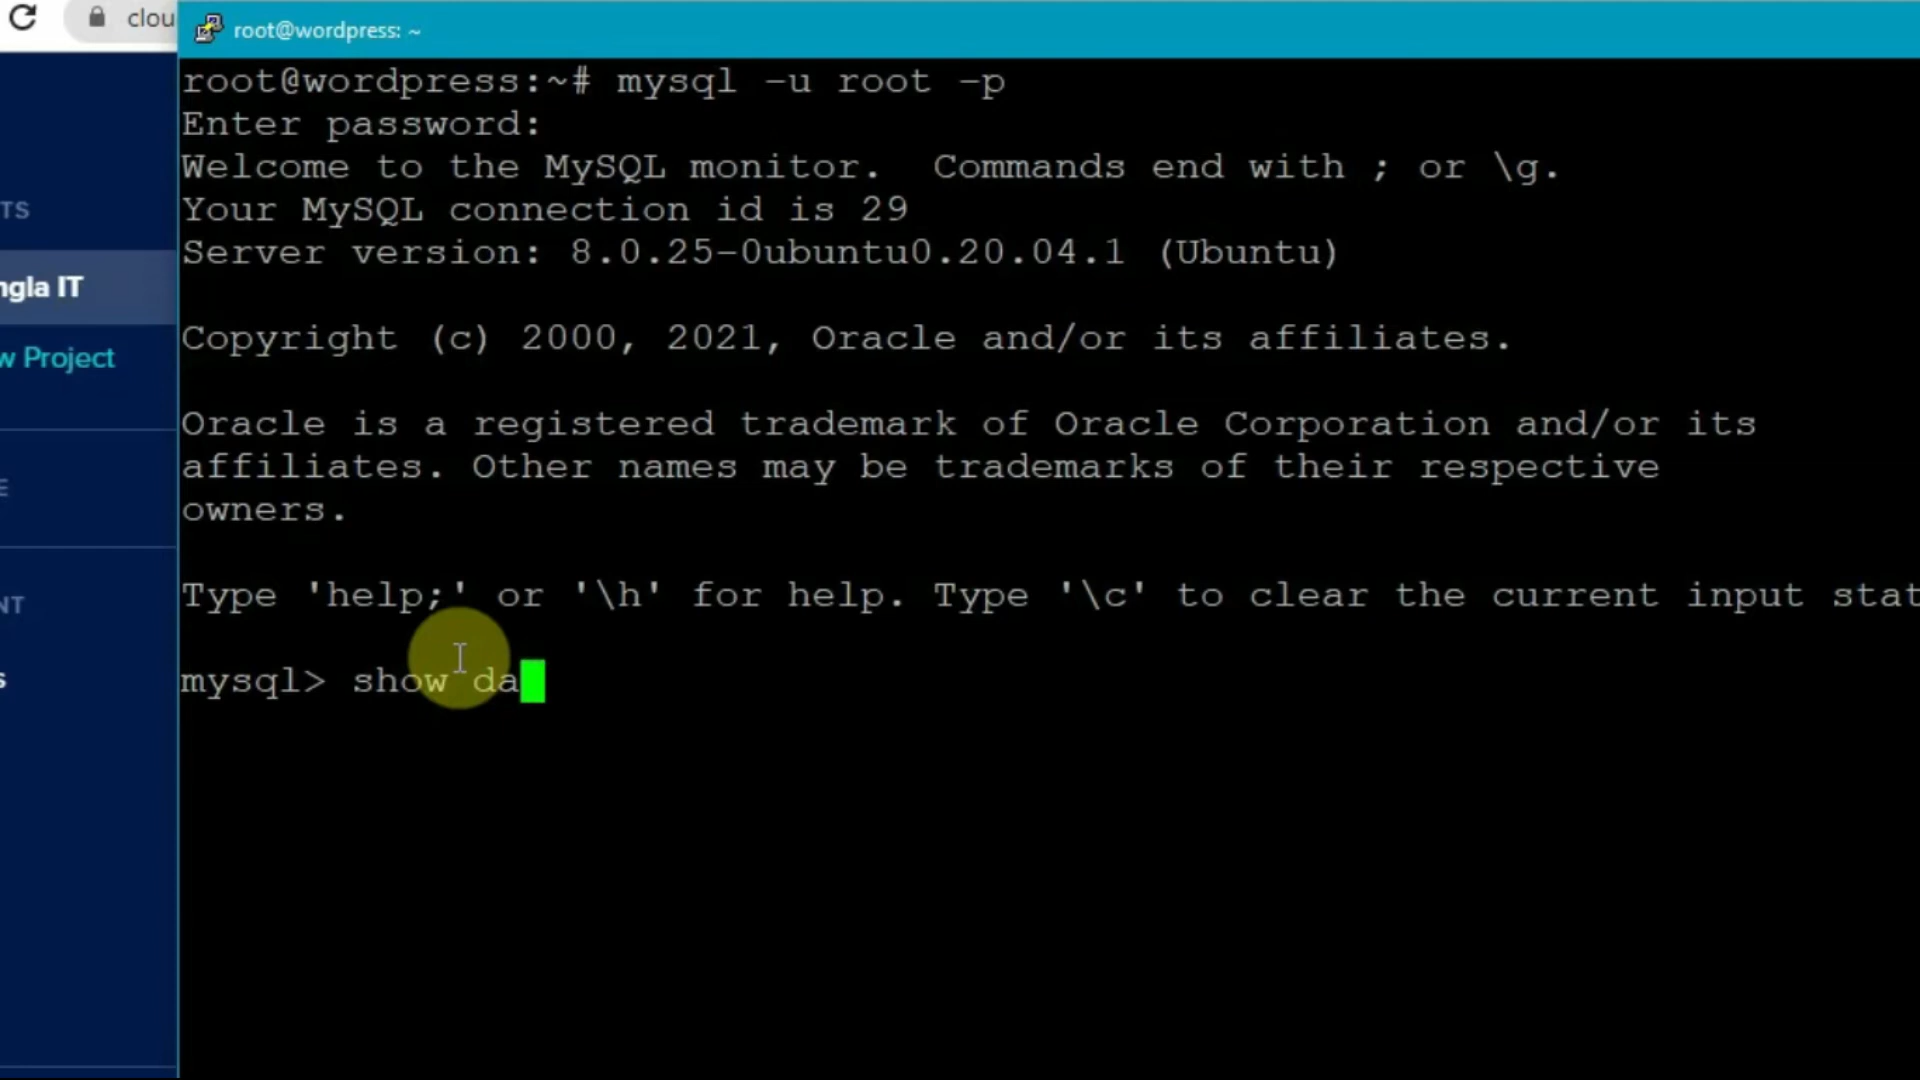 clou
root@wordpress: ~
TS
ngla IT
w Project
E
NT
s
root@wordpress:~# mysql -u root -p
Enter password:
Welcome to the MySQL monitor.  Commands end with ; or \g.
Your MySQL connection id is 29
Server version: 8.0.25-0ubuntu0.20.04.1 (Ubuntu)
Copyright (c) 2000, 2021, Oracle and/or its affiliates.
Oracle is a registered trademark of Oracle Corporation and/or its
affiliates. Other names may be trademarks of their respective
owners.
Type 'help;' or '\h' for help. Type '\c' to clear the current input stat
mysql> show da